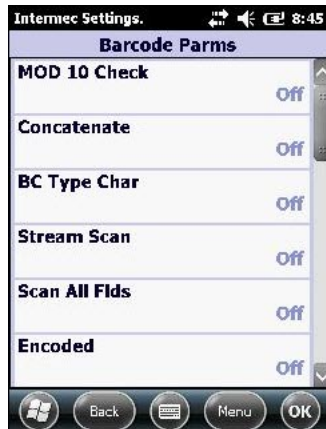 Intermec Settings. 8:45
Barcode Parms
MOD 10 Check
Off
Concatenate
Off
BC Type Char
Off
Stream Scan
Off
Scan All Flds
Off
Encoded
Off
Back Menu OK